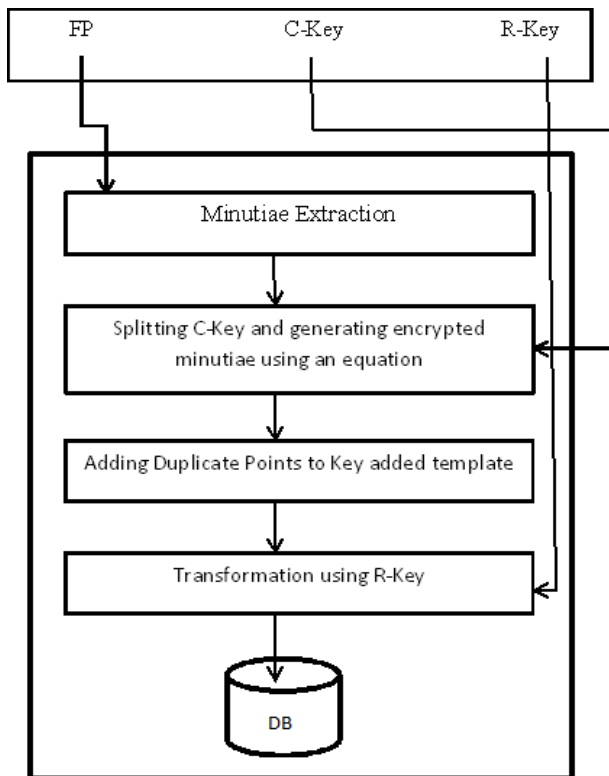 FP C-Key R-Key
Minutiae Extraction
Splitting C-Key and generating encrypted
minutiae using an equation
Adding Duplicate Points to Key added template
Transformation using R-Key
DB